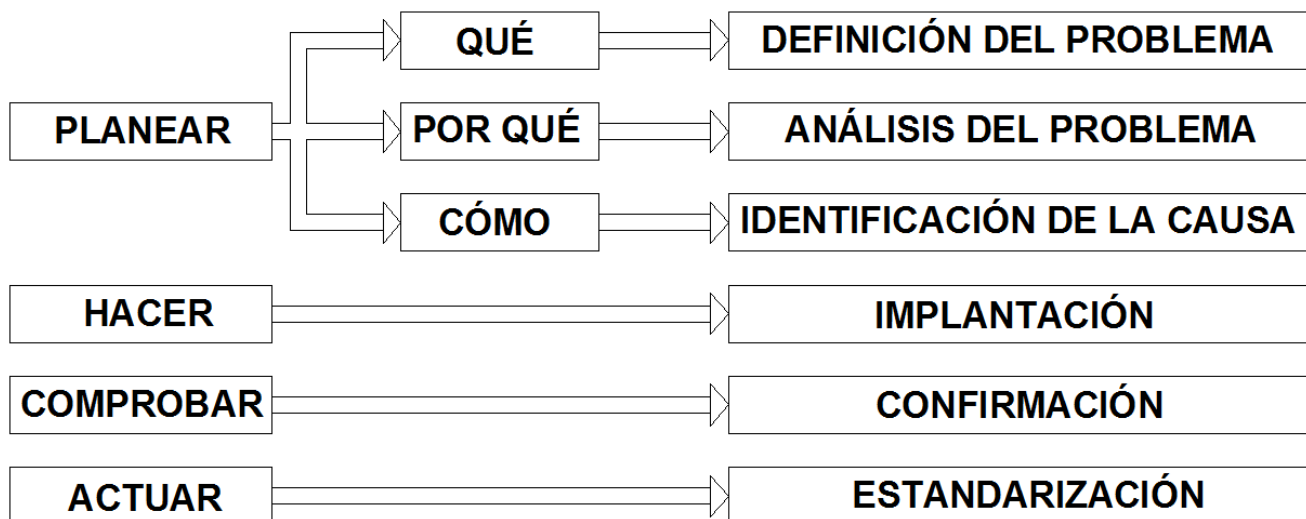 QUÉ
DEFINICIÓN DEL PROBLEMA
PLANEAR
POR QUÉ
ANÁLISIS DEL PROBLEMA
CÓMO
IDENTIFICACIÓN DE LA CAUSA
HACER
IMPLANTACIÓN
COMPROBAR
CONFIRMACIÓN
ACTUAR
ESTANDARIZACIÓN